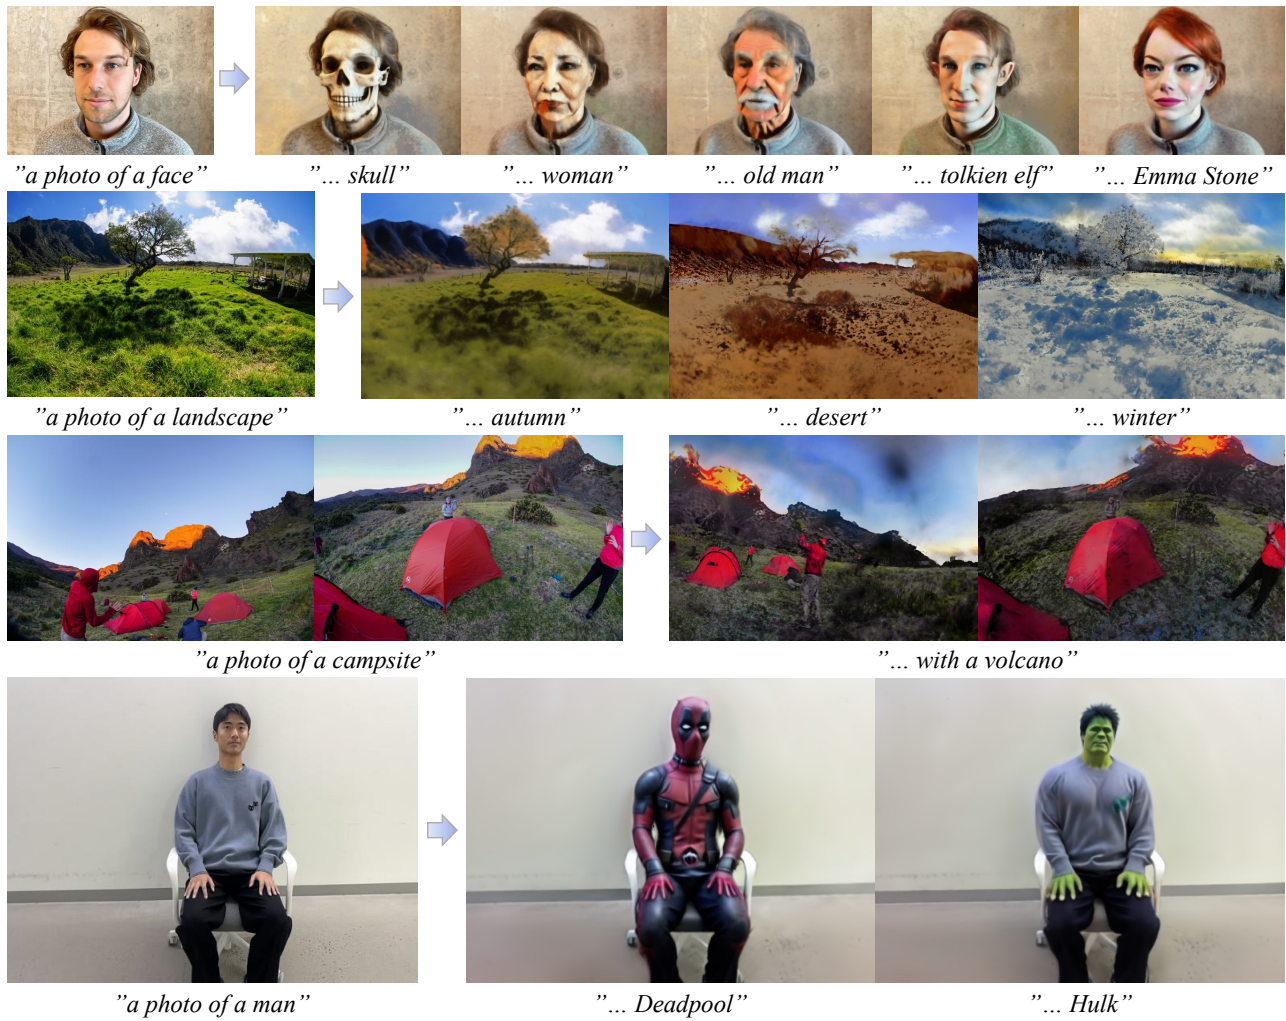 ”a photo of a face”
”... skull”
”... woman”
”... old man”
”... tolkien elf”
”... Emma Stone”
”a photo of a landscape”
”... autumn”
”... desert”
”... winter”
”a photo of a campsite”
”... with a volcano”
”a photo of a man”
”... Deadpool”
”... Hulk”